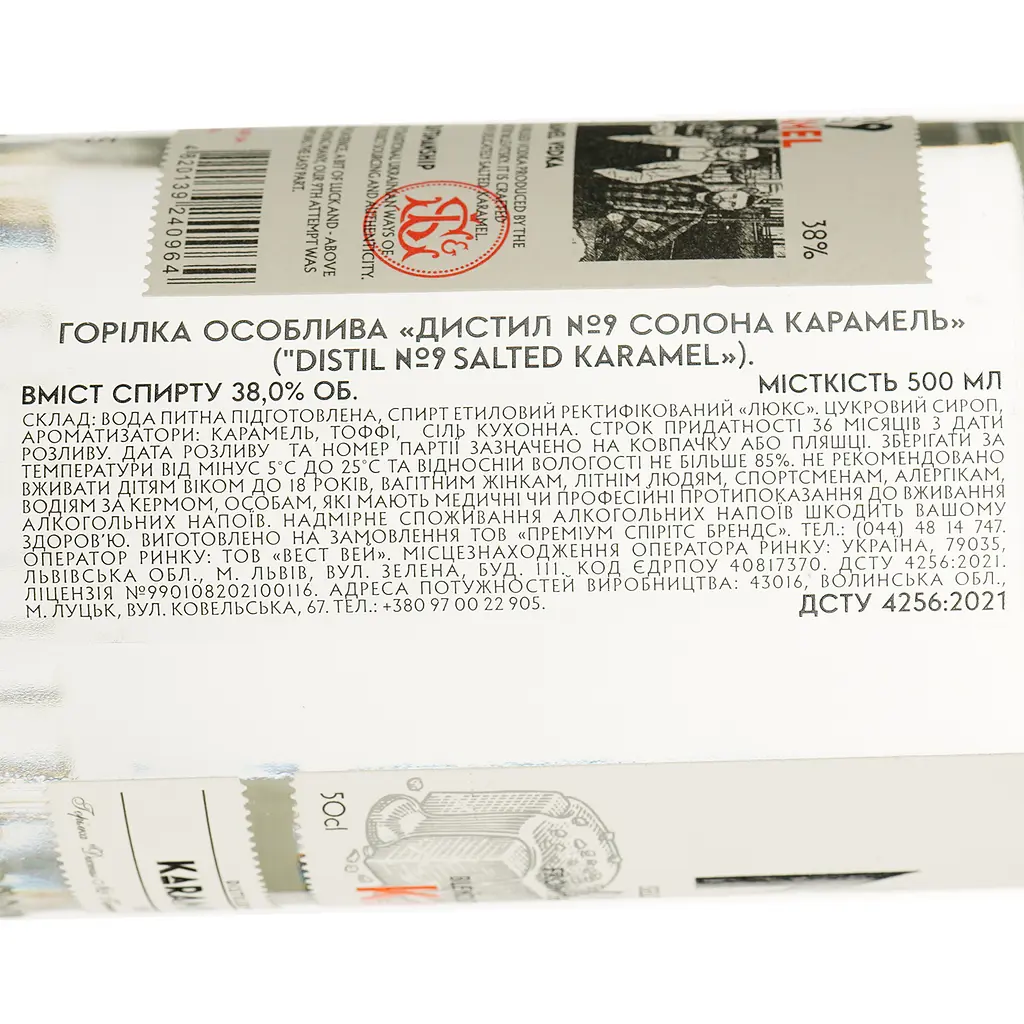 4820139240964
38%
ГОРІЛКА ОСОБЛИВА «ДИСТИЛ №9 СОЛОНА КАРАМЕЛЬ»
("DISTIL №9 SALTED KARAMEL»).
ВМІСТ СПИРТУ 38,0% ОБ.
МІСТКІСТЬ 500 МЛ
СКЛАД: ВОДА ПИТНА ПІДГОТОВЛЕНА, СПИРТ ЕТИЛОВИЙ РЕКТИФІКОВАНИЙ «ЛЮКС». ЦУКРОВИЙ СИРОП,
АРОМАТИЗАТОРИ: КАРАМЕЛЬ, ТОФФІ, СІЛЬ КУХОННА. СТРОК ПРИДАТНОСТІ 36 МІСЯЦІВ З ДАТИ
РОЗЛИВУ. ДАТА РОЗЛИВУ ТА НОМЕР ПАРТІЇ ЗАЗНАЧЕНО НА КОВПАЧКУ АБО ПЛЯШЦІ. ЗБЕРІГАТИ ЗА
ТЕМПЕРАТУРИ ВІД МІНУС 5°С ДО 25°С ТА ВІДНОСНІЙ ВОЛОГОСТІ НЕ БІЛЬШЕ 85%. НЕ РЕКОМЕНДОВАНО
ВЖИВАТИ ДІТЯМ ВІКОМ ДО 18 РОКІВ, ВАГІТНИМ ЖІНКАМ, ЛІТНІМ ЛЮДЯМ, СПОРТСМЕНАМ, АЛЕРГІКАМ,
ВОДІЯМ ЗА КЕРМОМ, ОСОБАМ, ЯКІ МАЮТЬ МЕДИЧНІ ЧИ ПРОФЕСІЙНІ ПРОТИПОКАЗАННЯ ДО ВЖИВАННЯ
АЛКОГОЛЬНИХ НАПОЇВ. НАДМІРНЕ СПОЖИВАННЯ АЛКОГОЛЬНИХ НАПОЇВ ШКОДИТЬ ВАШОМУ
ЗДОРОВ'Ю. ВИГОТОВЛЕНО НА ЗАМОВЛЕННЯ ТОВ «ПРЕМІУМ СПІРІТС БРЕНДС». ТЕЛ.: (044) 48 14 747.
ОПЕРАТОР РИНКУ: ТОВ «ВЕСТ ВЕЙ». МІСЦЕЗНАХОДЖЕННЯ ОПЕРАТОРА РИНКУ: УКРАЇНА, 79035,
ЛЬВІВСЬКА ОБЛ., М. ЛЬВІВ, ВУЛ. ЗЕЛЕНА, БУД. 111. КОД ЄДРПОУ 40817370. ДСТУ 4256:2021.
ЛІЦЕНЗІЯ №990108202100116. АДРЕСА ПОТУЖНОСТЕЙ ВИРОБНИЦТВА: 43016, ВОЛИНСЬКА ОБЛ.,
М. ЛУЦЬК, ВУЛ. КОВЕЛЬСЬКА, 67. ТЕЛ.: +380 97 00 22 905.
ДСТУ 4256:2021
50cl